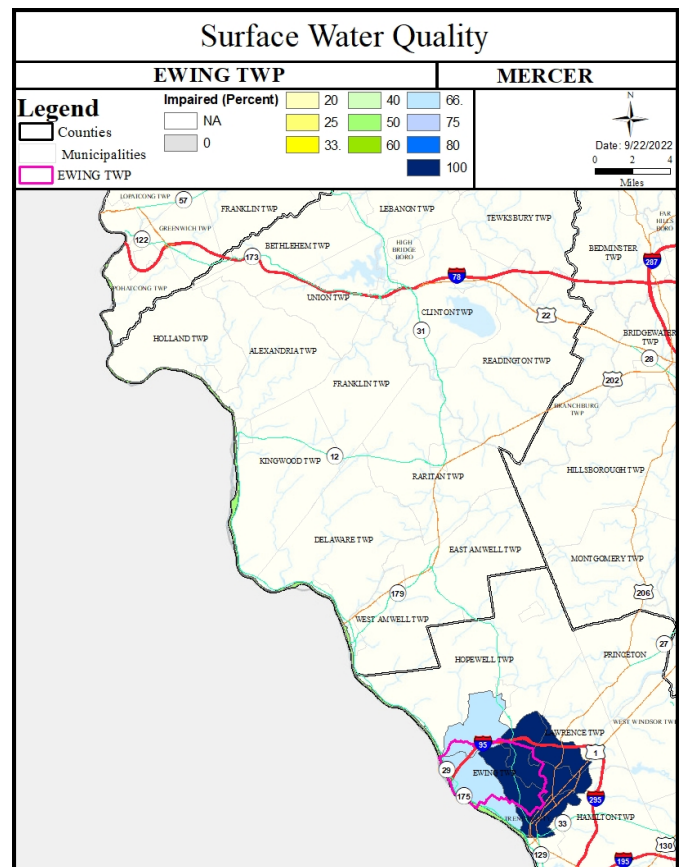 Surface Water Quality
EWING TWP
MERCER
Legend
Counties
Municipalities
EWING TWP
Impaired (Percent)
NA
0
20
25
33.
40
50
60
66.
75
80
100
N
Date: 9/22/2022
0 2 4
Miles
LOPATCONG TWP
57
FRANKLIN TWP
LEBANON TWP
TEWKSBURY TWP
FAR
HILLS
BORO
GREENWICH TWP
122
BETHLEHEM TWP
173
HIGH
BRIDGE
BORO
BEDMINSTER
TWP
287
78
POHATCONG TWP
UNION TWP
CLINTON TWP
22
31
HOLLAND TWP
ALEXANDRIA TWP
FRANKLIN TWP
READINGTON TWP
BRIDGEWATER
TWP
28
202
BRANCHBURG
TWP
KINGWOOD TWP
12
RARITAN TWP
HILLSBOROUGH TWP
DELAWARE TWP
EAST AMWELL TWP
MONTGOMERY TWP
179
206
WEST AMWELL TWP
27
HOPEWELL TWP
PRINCETON
WEST WINDSOR TWP
LAWRENCE TWP
95
1
29
EWING TWP
175
295
33
HAMILTON TWP
129
130
195